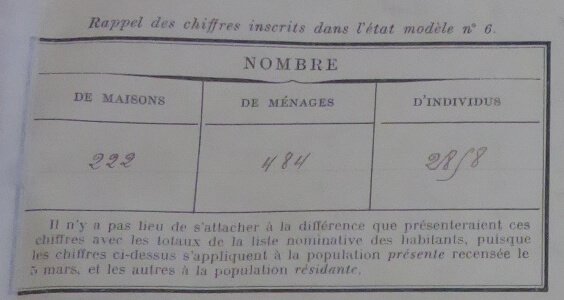 Rappel des chiffres inscrits dans l'état modèle n° 6.
NOMBRE
DE MAISONS DE MÉNAGES D'INDIVIDUS
222 484 2858
Il n'y a pas lieu de s'attacher à la différence que présenteraient ces
chiffres avec les totaux de la liste nominative des habitants, puisque
les chiffres ci-dessus s'appliquent à la population présente recensée le
5 mars, et les autres à la population résidante.